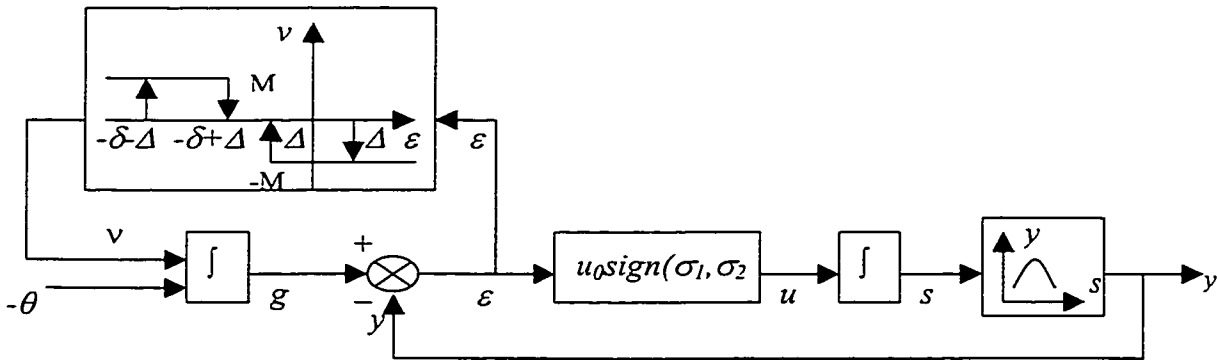 ν
M
-δ-Δ -δ+Δ Δ Δ ε ε
-M
ν
+
∫
u₀sign(σ₁,σ₂
∫
y
s
y
-θ
g
−
y
ε
u
s